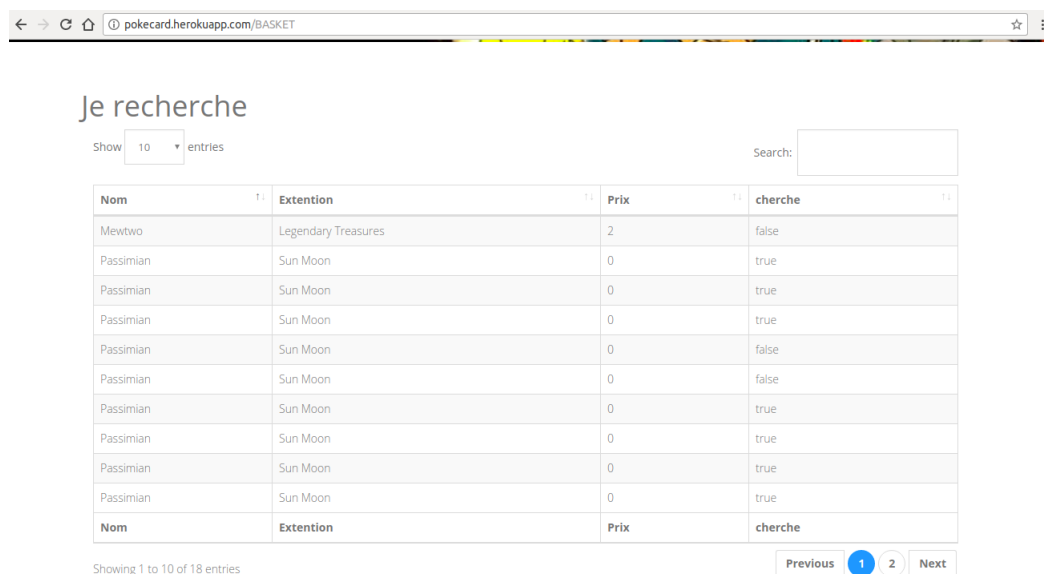 pokecard.herokuapp.com/BASKET
Je recherche
Show 10 entries Search:
Nom Extention Prix cherche
Mewtwo Legendary Treasures 2 false
Passimian Sun Moon 0 true
Passimian Sun Moon 0 true
Passimian Sun Moon 0 true
Passimian Sun Moon 0 false
Passimian Sun Moon 0 false
Passimian Sun Moon 0 true
Passimian Sun Moon 0 true
Passimian Sun Moon 0 true
Passimian Sun Moon 0 true
Nom Extention Prix cherche
Showing 1 to 10 of 18 entries Previous 1 2 Next